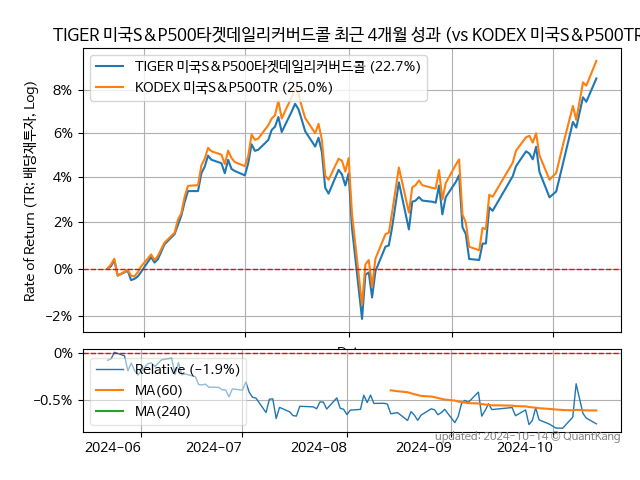 TIGER 미국S&P500타겟데일리커버드콜 최근 4개월 성과 (vs KODEX 미국S&P500TR
TIGER 미국S&P500타겟데일리커버드콜 (22.7%)
KODEX 미국S&P500TR (25.0%)
Rate of Return (TR: 배당재투자, Log)
8%
6%
4%
2%
0%
−2%
0%
−0.5%
Relative (−1.9%)
MA(60)
MA(240)
updated: 2024-10-14 © QuantKang
2024−06
2024−07
2024−08
2024−09
2024−10